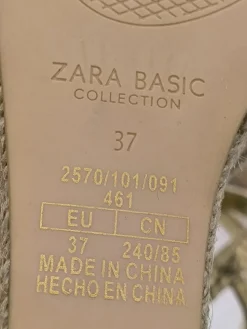 ZARA BASIC
COLLECTION
37
2570/101/091
461
EU CN
37 240/85
MADE IN CHINA
HECHO EN CHINA